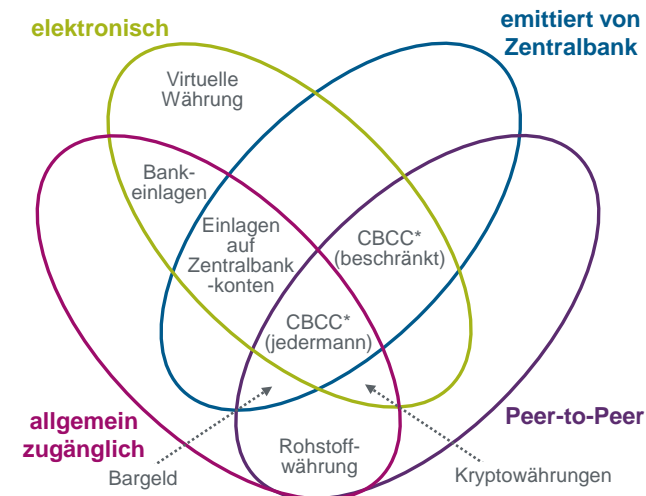 elektronisch
emittiert von
Zentralbank
Virtuelle
Währung
Bank-
einlagen
Einlagen
auf
Zentralbank
-konten
CBCC*
(beschränkt)
CBCC*
(jedermann)
allgemein
zugänglich
Peer-to-Peer
Bargeld
Rohstoff-
währung
Kryptowährungen